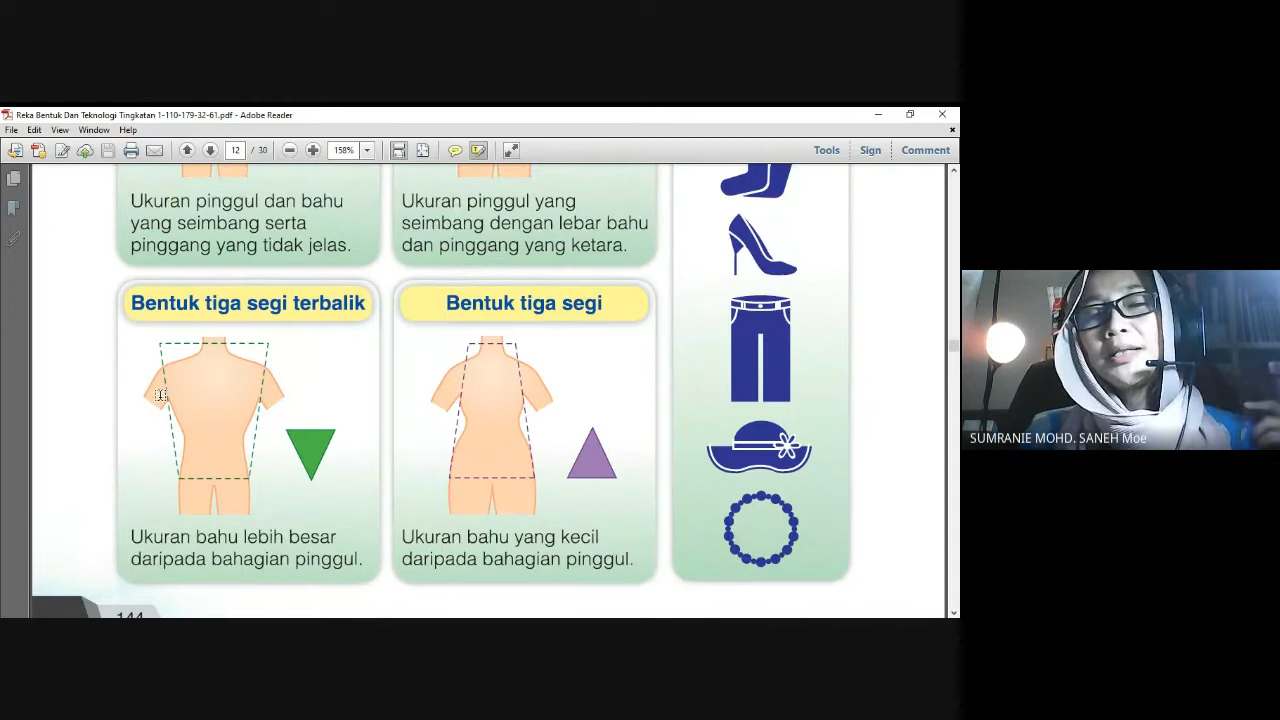 Reka Bentuk Dan Teknologi Tingkatan 1-110-179-32-61.pdf - Adobe Reader
File Edit View Window Help
12 / 30 158% Tools Sign Comment
Ukuran pinggul dan bahu
yang seimbang serta
pinggang yang tidak jelas.
Ukuran pinggul yang
seimbang dengan lebar bahu
dan pinggang yang ketara.
Bentuk tiga segi terbalik
Ukuran bahu lebih besar
daripada bahagian pinggul.
Bentuk tiga segi
Ukuran bahu yang kecil
daripada bahagian pinggul.
144
SUMRANIE MOHD. SANEH Moe